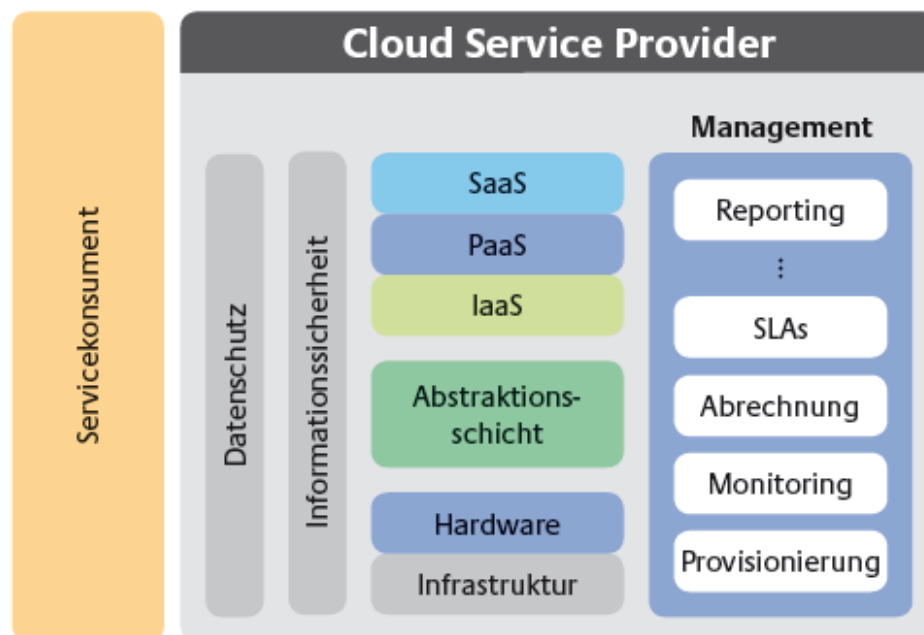 Cloud Service Provider
Servicekonsument
Datenschutz
Informationssicherheit
SaaS
PaaS
IaaS
Abstraktions-
schicht
Hardware
Infrastruktur
Management
Reporting
...
SLAs
Abrechnung
Monitoring
Provisionierung